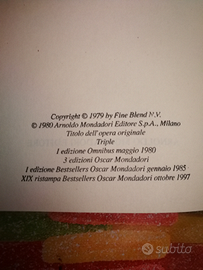 Copyright © 1979 by Fine Blend N.V.
© 1980 Arnoldo Mondadori Editore S.p.A., Milano
Titolo dell'opera originale
Triple
I edizione Omnibus maggio 1980
3 edizioni Oscar Mondadori
I edizione Bestsellers Oscar Mondadori gennaio 1985
XIX ristampa Bestsellers Oscar Mondadori ottobre 1997
subito